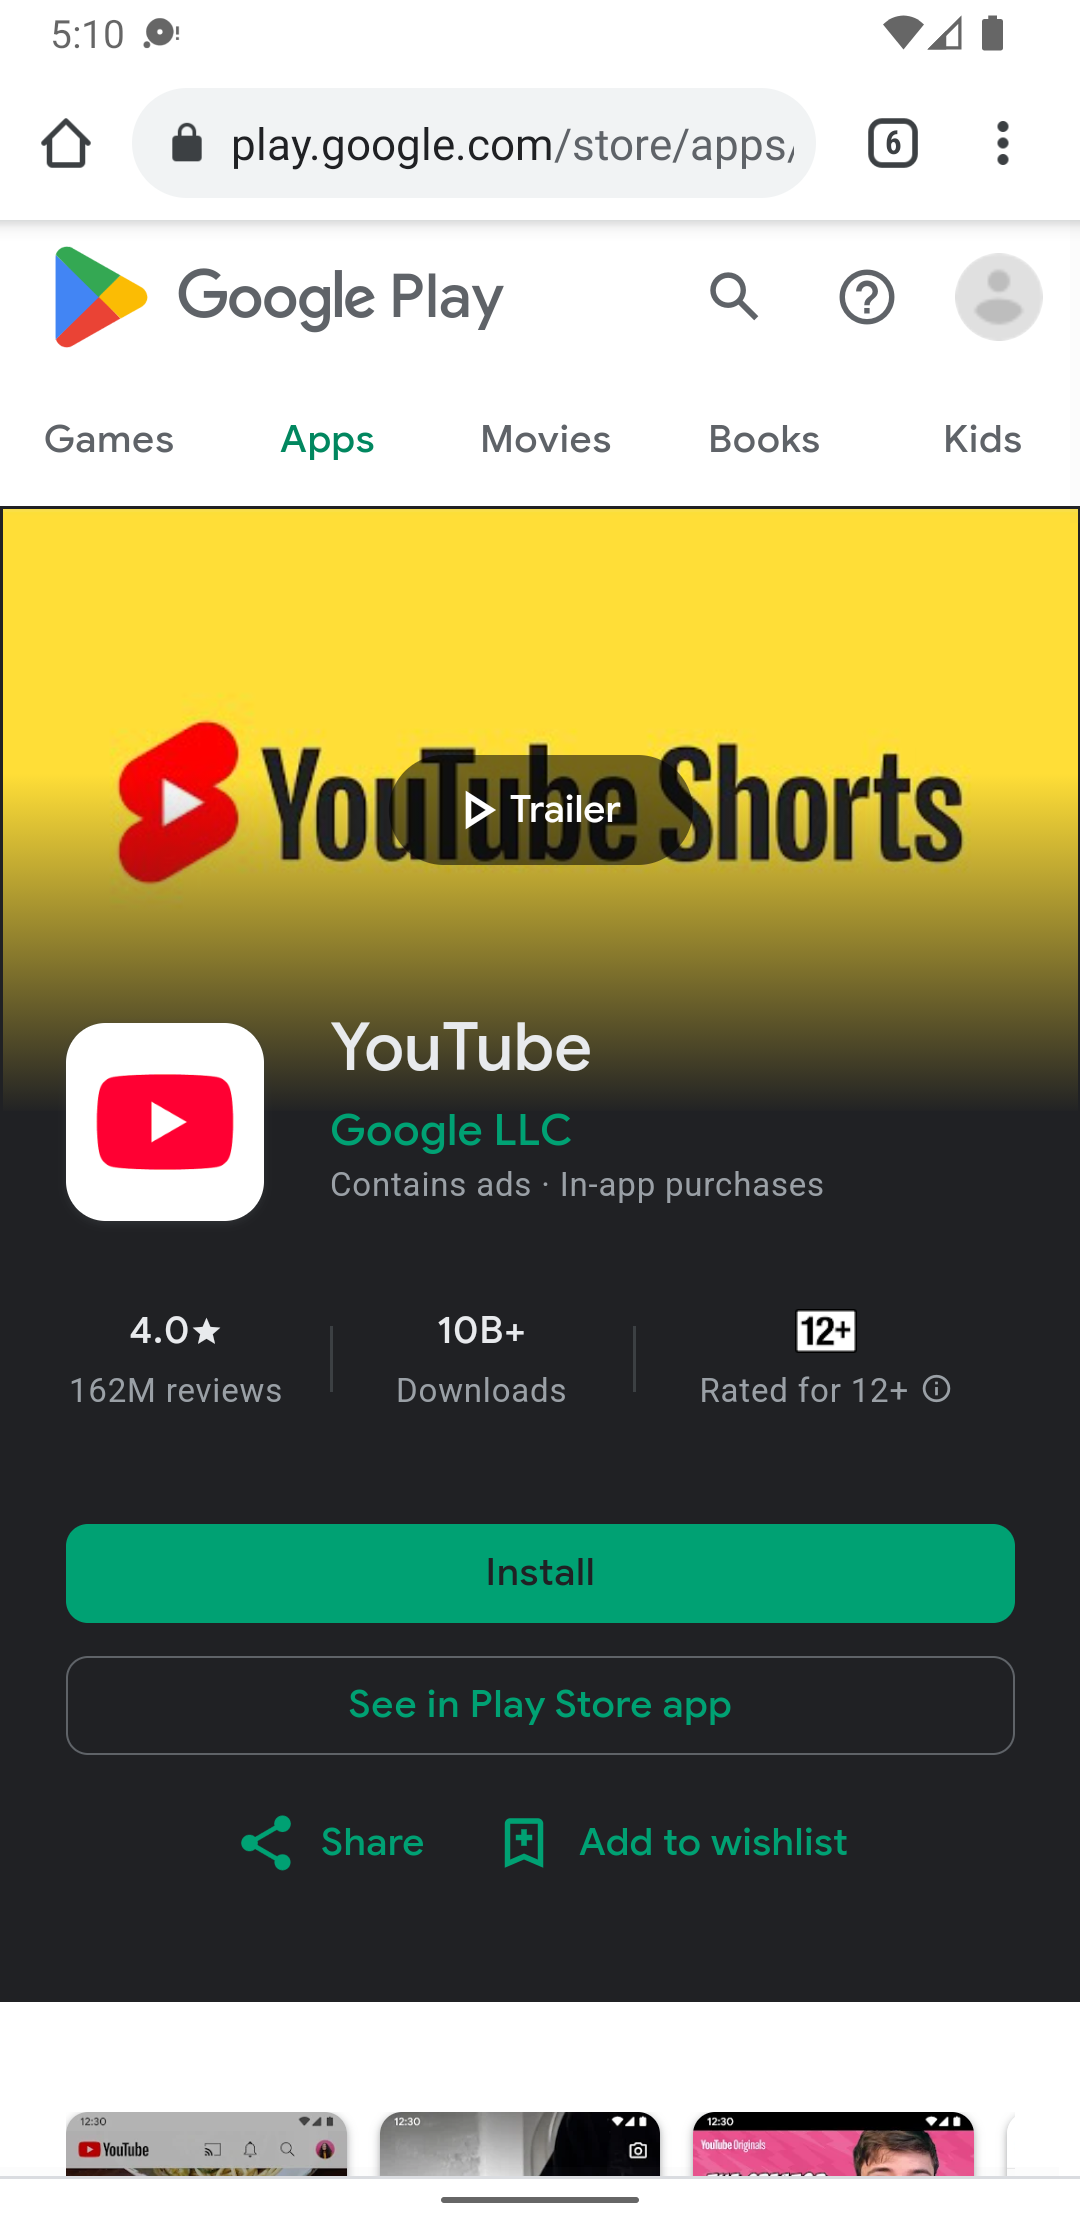 5:10
play.google.com/store/apps/
6
Google Play
Games Apps Movies Books Kids
YouTube Shorts
Trailer
YouTube
Google LLC
Contains ads · In-app purchases
4.0★ 10B+ 12+
162M reviews Downloads Rated for 12+
Install
See in Play Store app
Share Add to wishlist
12:30 12:30 12:30
YouTube YouTube Originals